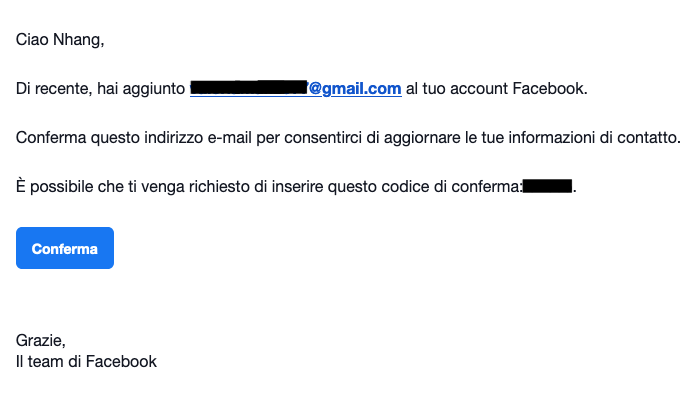 Ciao Nhang,
Di recente, hai aggiunto @gmail.com al tuo account Facebook.
Conferma questo indirizzo e-mail per consentirci di aggiornare le tue informazioni di contatto.
È possibile che ti venga richiesto di inserire questo codice di conferma: .
Conferma
Grazie,
Il team di Facebook